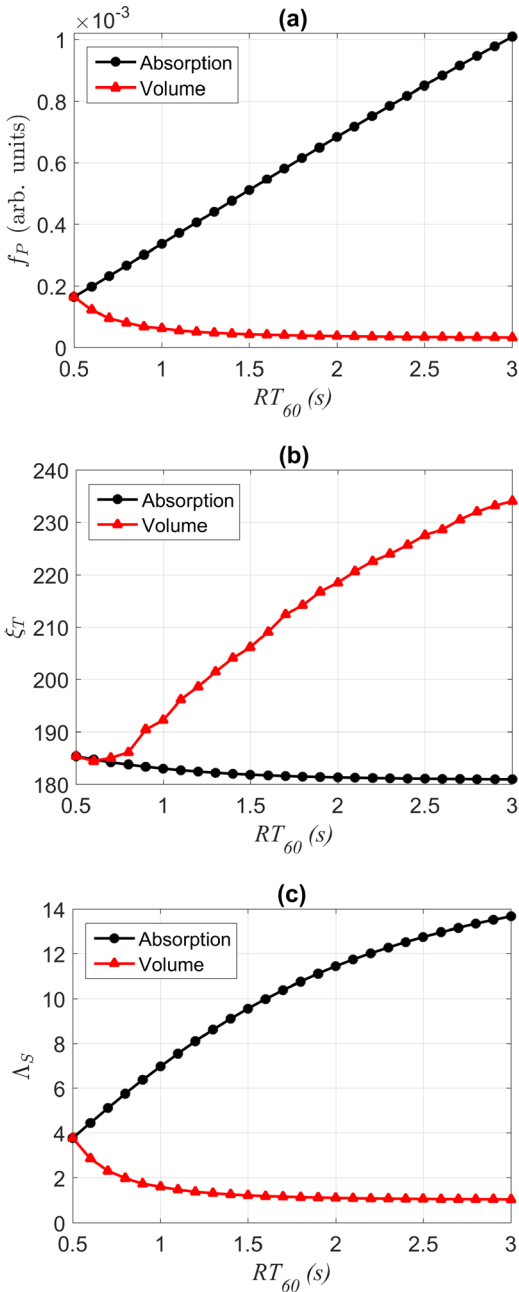 (a)
×10⁻³
1
0.8
0.6
0.4
0.2
0
f_P (arb. units)
Absorption
Volume
0.5 1 1.5 2 2.5 3
RT_60 (s)
(b)
240
230
220
210
200
190
180
ξ_T
Absorption
Volume
0.5 1 1.5 2 2.5 3
RT_60 (s)
(c)
14
12
10
8
6
4
2
0
Λ_S
Absorption
Volume
0.5 1 1.5 2 2.5 3
RT_60 (s)